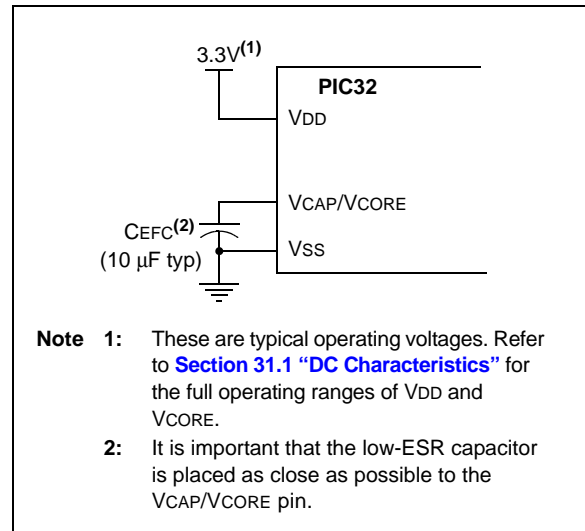 3.3V(1)
PIC32
VDD
VCAP/VCORE
CEFC(2)
(10 μF typ)
VSS
Note 1: These are typical operating voltages. Refer
to Section 31.1 “DC Characteristics” for
the full operating ranges of VDD and
VCORE.
2: It is important that the low-ESR capacitor
is placed as close as possible to the
VCAP/VCORE pin.